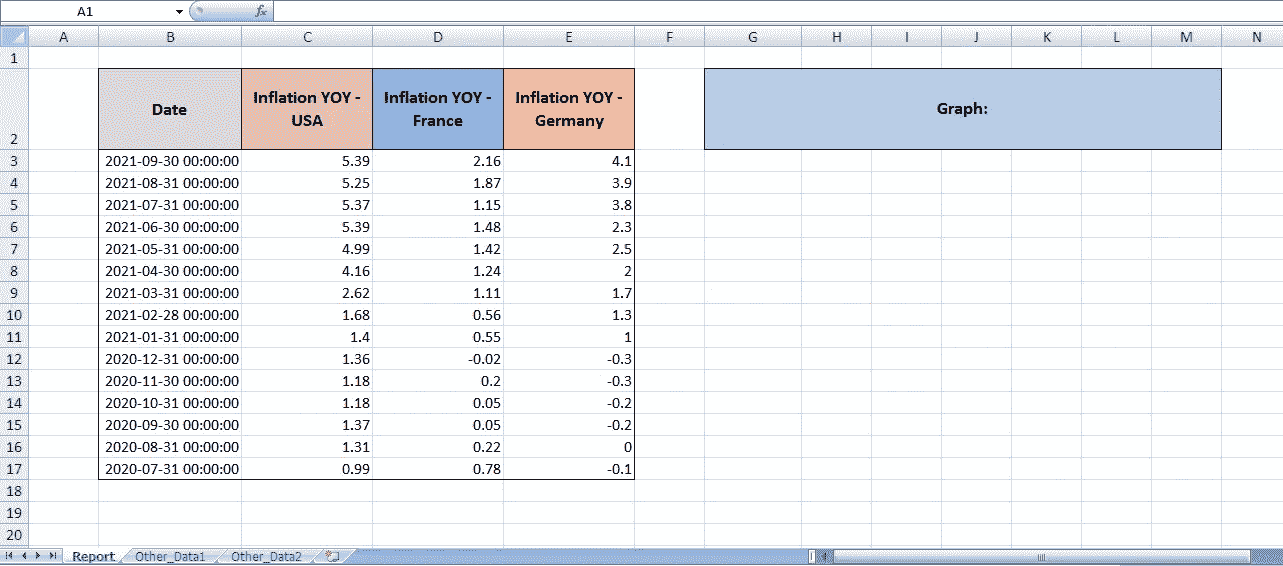 A1
fx
A B C D E F G H I J K L M N
1
Date
Inflation YOY -
USA
Inflation YOY -
France
Inflation YOY -
Germany
Graph:
2
3 2021-09-30 00:00:00 5.39 2.16 4.1
4 2021-08-31 00:00:00 5.25 1.87 3.9
5 2021-07-31 00:00:00 5.37 1.15 3.8
6 2021-06-30 00:00:00 5.39 1.48 2.3
7 2021-05-31 00:00:00 4.99 1.42 2.5
8 2021-04-30 00:00:00 4.16 1.24 2
9 2021-03-31 00:00:00 2.62 1.11 1.7
10 2021-02-28 00:00:00 1.68 0.56 1.3
11 2021-01-31 00:00:00 1.4 0.55 1
12 2020-12-31 00:00:00 1.36 -0.02 -0.3
13 2020-11-30 00:00:00 1.18 0.2 -0.3
14 2020-10-31 00:00:00 1.18 0.05 -0.2
15 2020-09-30 00:00:00 1.37 0.05 -0.2
16 2020-08-31 00:00:00 1.31 0.22 0
17 2020-07-31 00:00:00 0.99 0.78 -0.1
18
19
20
Report Other_Data1 Other_Data2